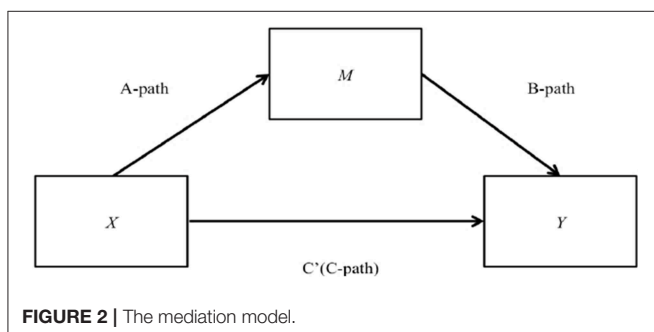 M
A-path
B-path
X
Y
C’(C-path)
FIGURE 2 | The mediation model.